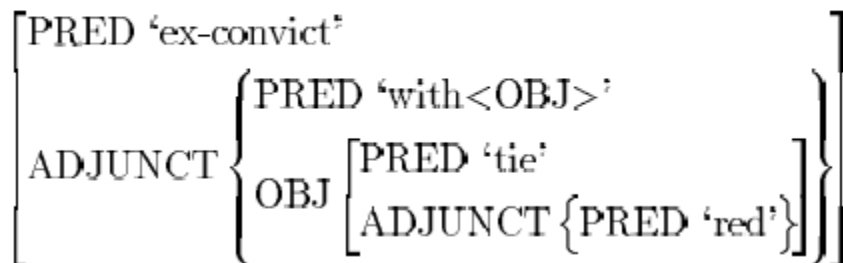 PRED ‘ex-convict’
PRED ‘with<OBJ>’
ADJUNCT
PRED ‘tie’
OBJ
ADJUNCT {PRED ‘red’}